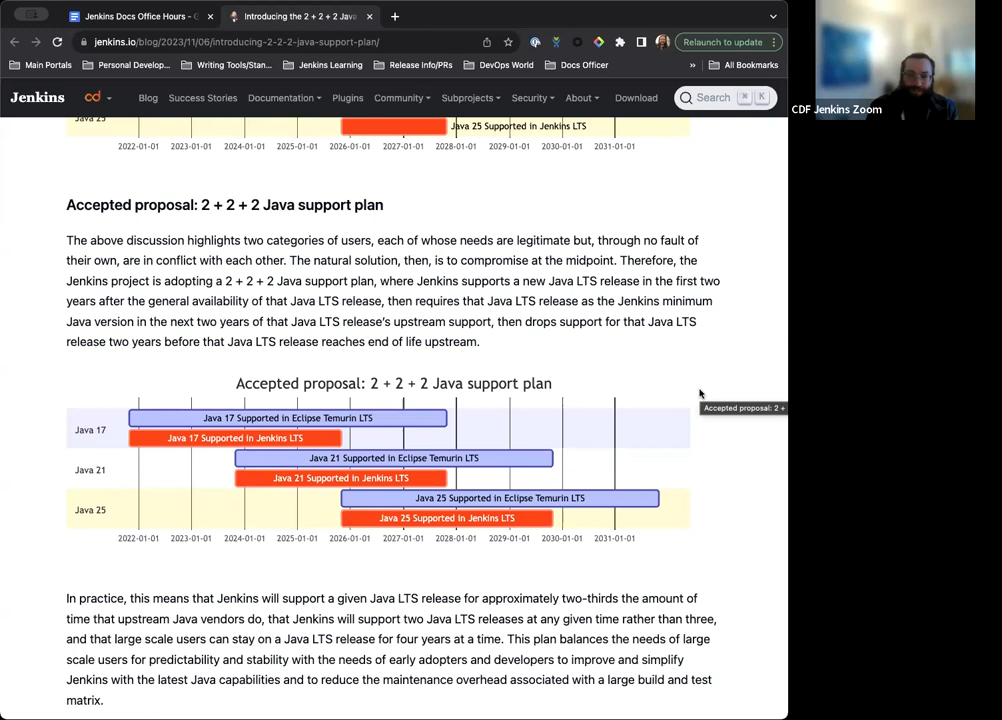 Jenkins Docs Office Hours -
Introducing the 2 + 2 + 2 Java
jenkins.io/blog/2023/11/06/introducing-2-2-2-java-support-plan/
Relaunch to update
Main Portals
Personal Develop...
Writing Tools/Stan...
Jenkins Learning
Release Info/PRs
DevOps World
Docs Officer
»
All Bookmarks
Jenkins
Blog
Success Stories
Documentation
Plugins
Community
Subprojects
Security
About
Download
Search
K
CDF Jenkins Zoom
Java 25
Java 25 Supported in Jenkins LTS
2022-01-01 2023-01-01 2024-01-01 2025-01-01 2026-01-01 2027-01-01 2028-01-01 2029-01-01 2030-01-01 2031-01-01
Accepted proposal: 2 + 2 + 2 Java support plan
The above discussion highlights two categories of users, each of whose needs are legitimate but, through no fault of
their own, are in conflict with each other. The natural solution, then, is to compromise at the midpoint. Therefore, the
Jenkins project is adopting a 2 + 2 + 2 Java support plan, where Jenkins supports a new Java LTS release in the first two
years after the general availability of that Java LTS release, then requires that Java LTS release as the Jenkins minimum
Java version in the next two years of that Java LTS release's upstream support, then drops support for that Java LTS
release two years before that Java LTS release reaches end of life upstream.
Accepted proposal: 2 + 2 + 2 Java support plan
Accepted proposal: 2 +
Java 17 Supported in Eclipse Temurin LTS
Java 17
Java 17 Supported in Jenkins LTS
Java 21 Supported in Eclipse Temurin LTS
Java 21
Java 21 Supported in Jenkins LTS
Java 25 Supported in Eclipse Temurin LTS
Java 25
Java 25 Supported in Jenkins LTS
2022-01-01 2023-01-01 2024-01-01 2025-01-01 2026-01-01 2027-01-01 2028-01-01 2029-01-01 2030-01-01 2031-01-01
In practice, this means that Jenkins will support a given Java LTS release for approximately two-thirds the amount of
time that upstream Java vendors do, that Jenkins will support two Java LTS releases at any given time rather than three,
and that large scale users can stay on a Java LTS release for four years at a time. This plan balances the needs of large
scale users for predictability and stability with the needs of early adopters and developers to improve and simplify
Jenkins with the latest Java capabilities and to reduce the maintenance overhead associated with a large build and test
matrix.